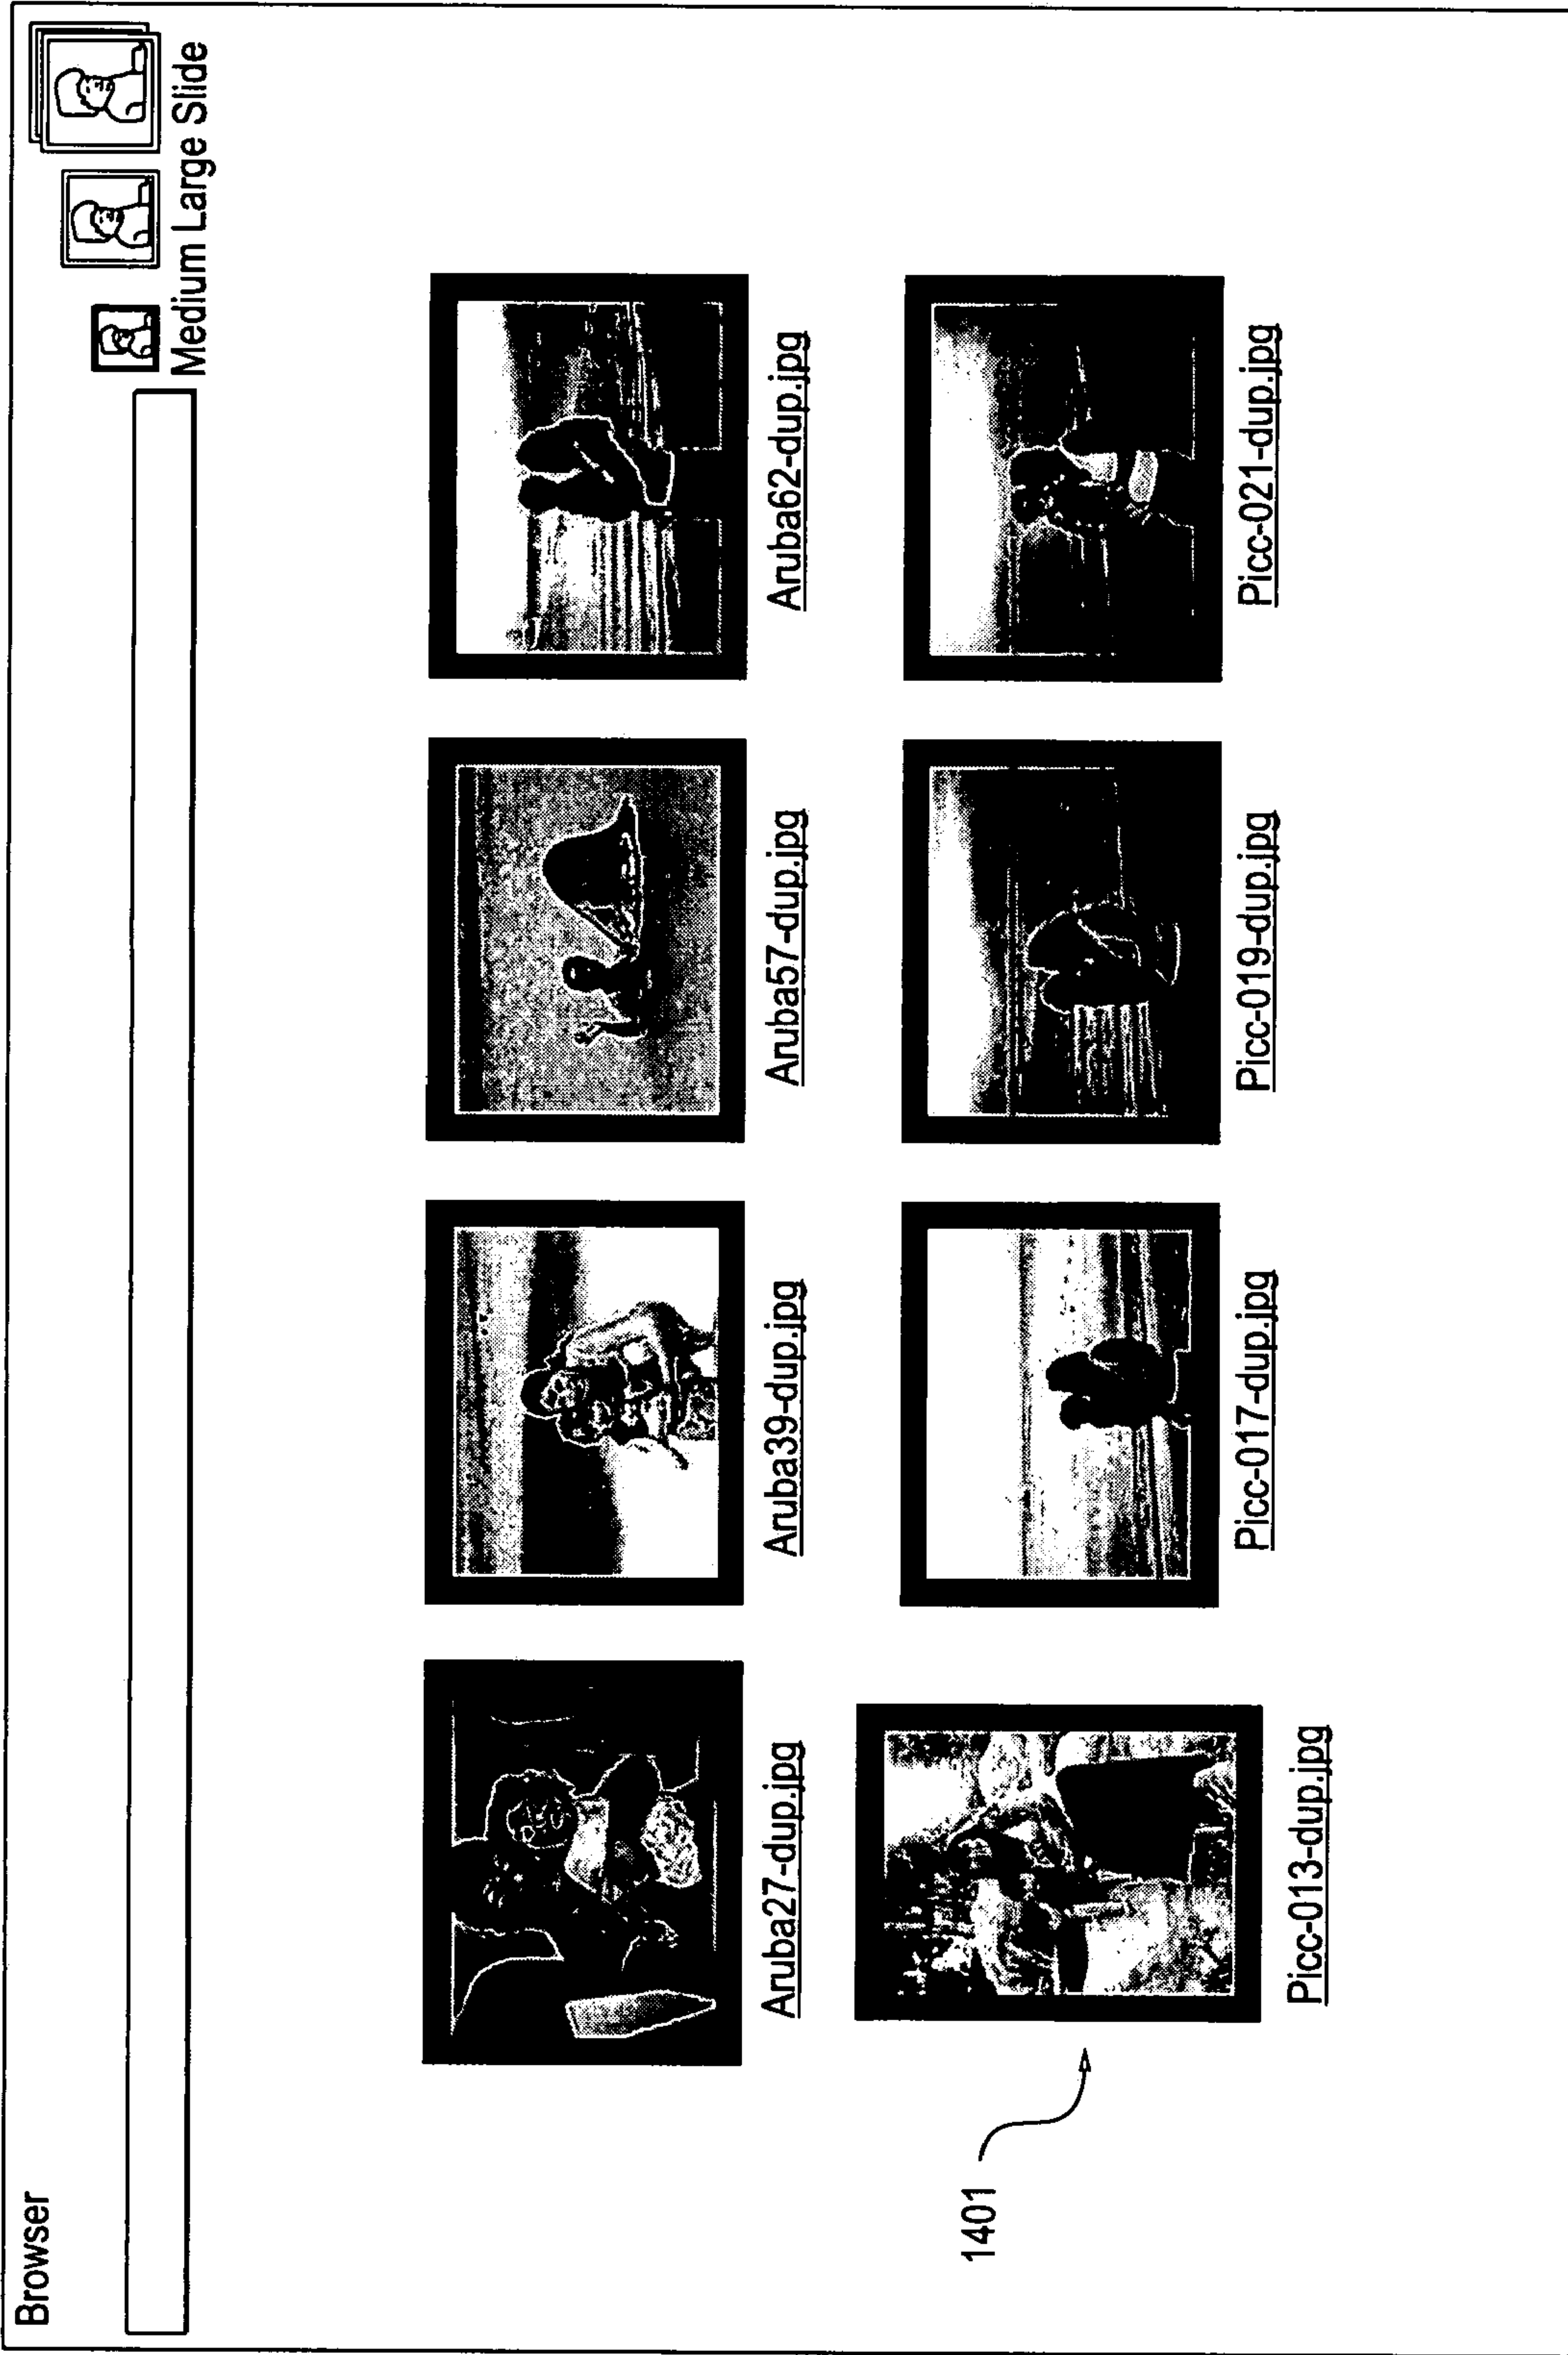 Browser
Medium Large Slide
Aruba27-dup.jpg Aruba39-dup.jpg Aruba57-dup.jpg Aruba62-dup.jpg
1401
Picc-013-dup.jpg Picc-017-dup.jpg Picc-019-dup.jpg Picc-021-dup.jpg